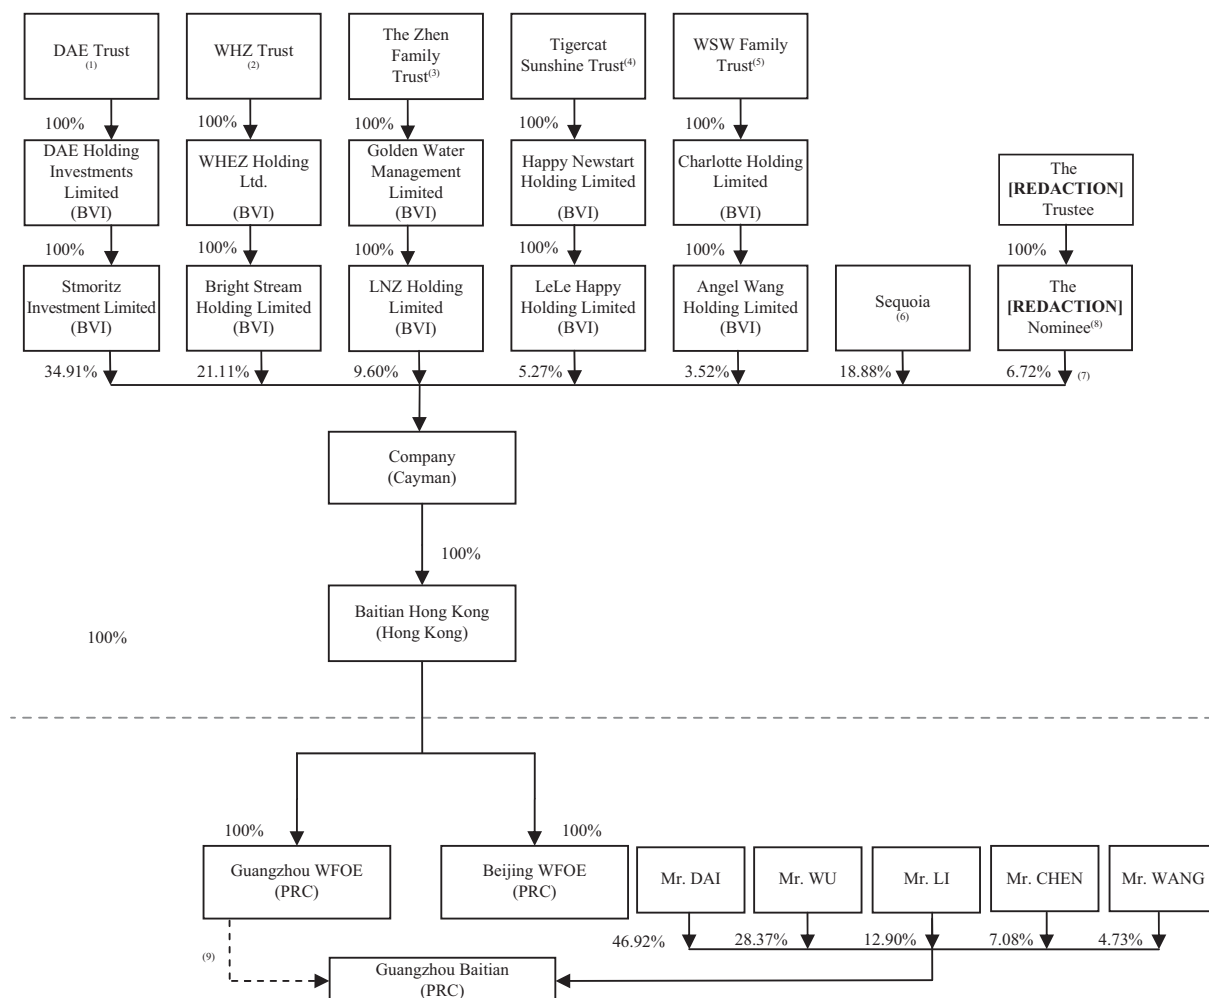 DAE Trust
(1)
WHZ Trust
(2)
The Zhen
Family
Trust(3)
Tigercat
Sunshine Trust(4)
WSW Family
Trust(5)
100%
100%
100%
100%
100%
DAE Holding
Investments
Limited
(BVI)
WHEZ Holding
Ltd.
(BVI)
Golden Water
Management
Limited
(BVI)
Happy Newstart
Holding Limited
(BVI)
Charlotte Holding
Limited
(BVI)
The
[REDACTION]
Trustee
100%
100%
100%
100%
100%
100%
Stmoritz
Investment Limited
(BVI)
Bright Stream
Holding Limited
(BVI)
LNZ Holding
Limited
(BVI)
LeLe Happy
Holding Limited
(BVI)
Angel Wang
Holding Limited
(BVI)
Sequoia
(6)
The
[REDACTION]
Nominee(8)
34.91%
21.11%
9.60%
5.27%
3.52%
18.88%
6.72%
(7)
Company
(Cayman)
100%
Baitian Hong Kong
(Hong Kong)
100%
100%
100%
Guangzhou WFOE
(PRC)
Beijing WFOE
(PRC)
Mr. DAI
Mr. WU
Mr. LI
Mr. CHEN
Mr. WANG
46.92%
28.37%
12.90%
7.08%
4.73%
(9)
Guangzhou Baitian
(PRC)